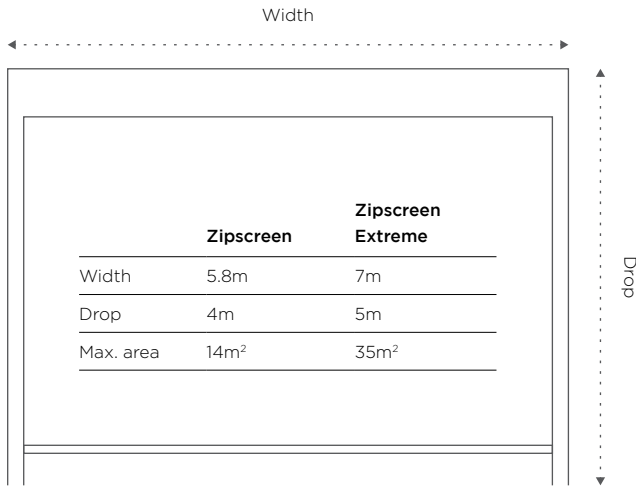 Width
Zipscreen
Zipscreen
Extreme
Width 5.8m 7m
Drop 4m 5m
Max. area 14m² 35m²
Drop